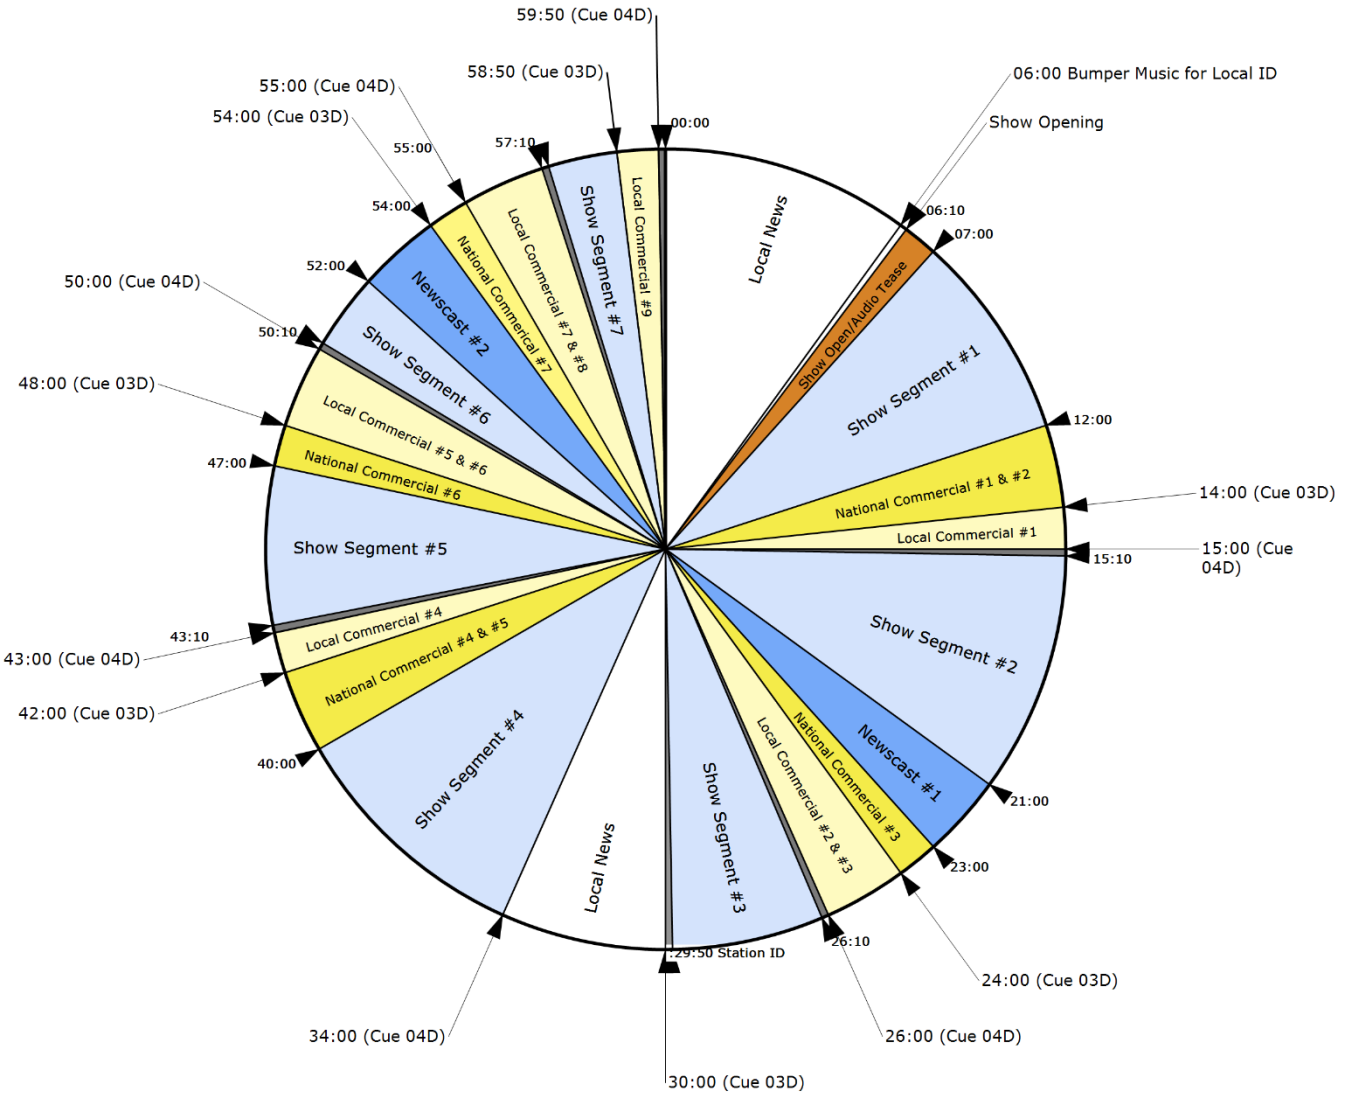 59:50 (Cue 04D)
58:50 (Cue 03D)
55:00 (Cue 04D)
54:00 (Cue 03D)
06:00 Bumper Music for Local ID
Show Opening
00:00
57:10
55:00
54:00
52:00
50:00 (Cue 04D)
50:10
48:00 (Cue 03D)
47:00
43:10
43:00 (Cue 04D)
42:00 (Cue 03D)
40:00
34:00 (Cue 04D)
30:00 (Cue 03D)
:29:50 Station ID
26:10
26:00 (Cue 04D)
24:00 (Cue 03D)
23:00
21:00
15:10
15:00 (Cue
04D)
14:00 (Cue 03D)
12:00
07:00
06:10
Local News
Show Open/Audio Tease
Show Segment #1
National Commercial #1 & #2
Local Commercial #1
Show Segment #2
Newscast #1
National Commercial #3
Local Commercial #2 & #3
Show Segment #3
Local News
Show Segment #4
National Commercial #4 & #5
Local Commercial #4
Show Segment #5
National Commercial #6
Local Commercial #5 & #6
Show Segment #6
Newscast #2
National Commerical #7
Local Commercial #7 & #8
Show Segment #7
Local Commercial #9